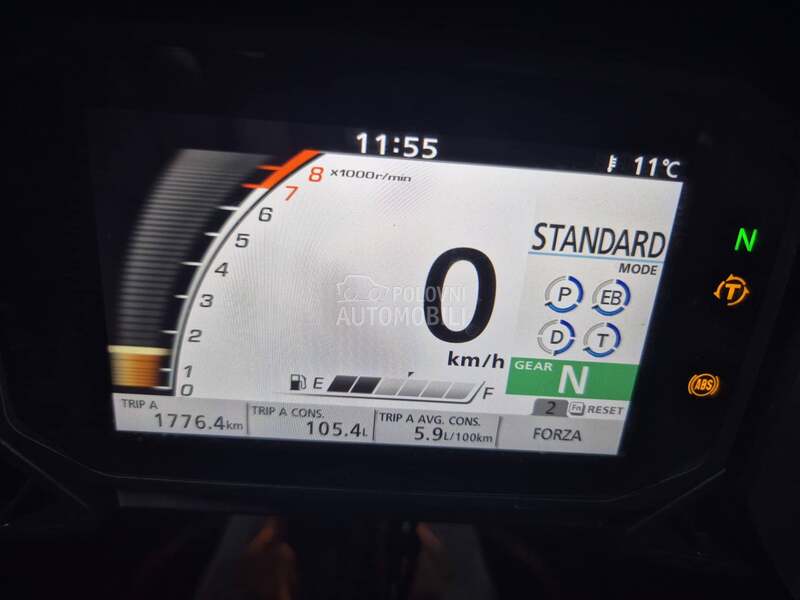 11:55
11°C
8 x1000r/min
7
6
5
4
3
2
1
0
0
km/h
STANDARD
MODE
P EB
D T
GEAR N
E F
2 Fn RESET
TRIP A
1776.4km
TRIP A CONS.
105.4L
TRIP A AVG. CONS.
5.9L/100km
FORZA
N
T
ABS
POLOVNI
AUTOMOBILI